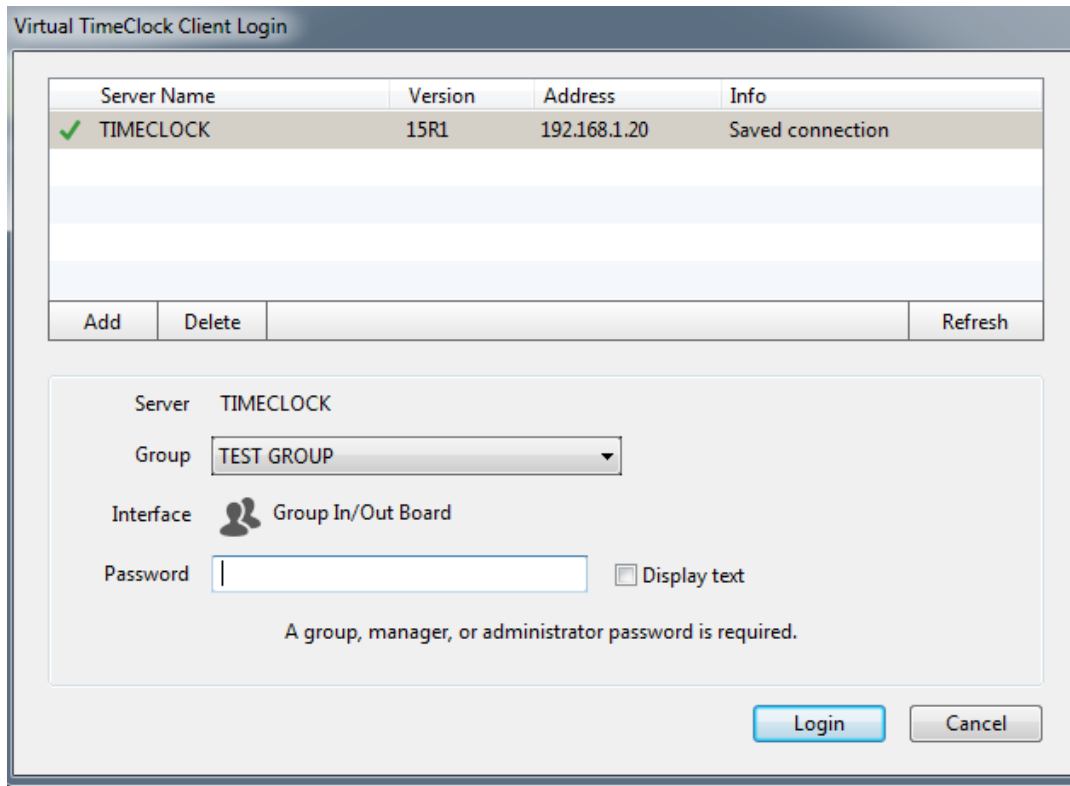 Virtual TimeClock Client Login
Server Name Version Address Info
TIMECLOCK 15R1 192.168.1.20 Saved connection
Add Delete Refresh
Server TIMECLOCK
Group TEST GROUP
Interface Group In/Out Board
Password Display text
A group, manager, or administrator password is required.
Login Cancel